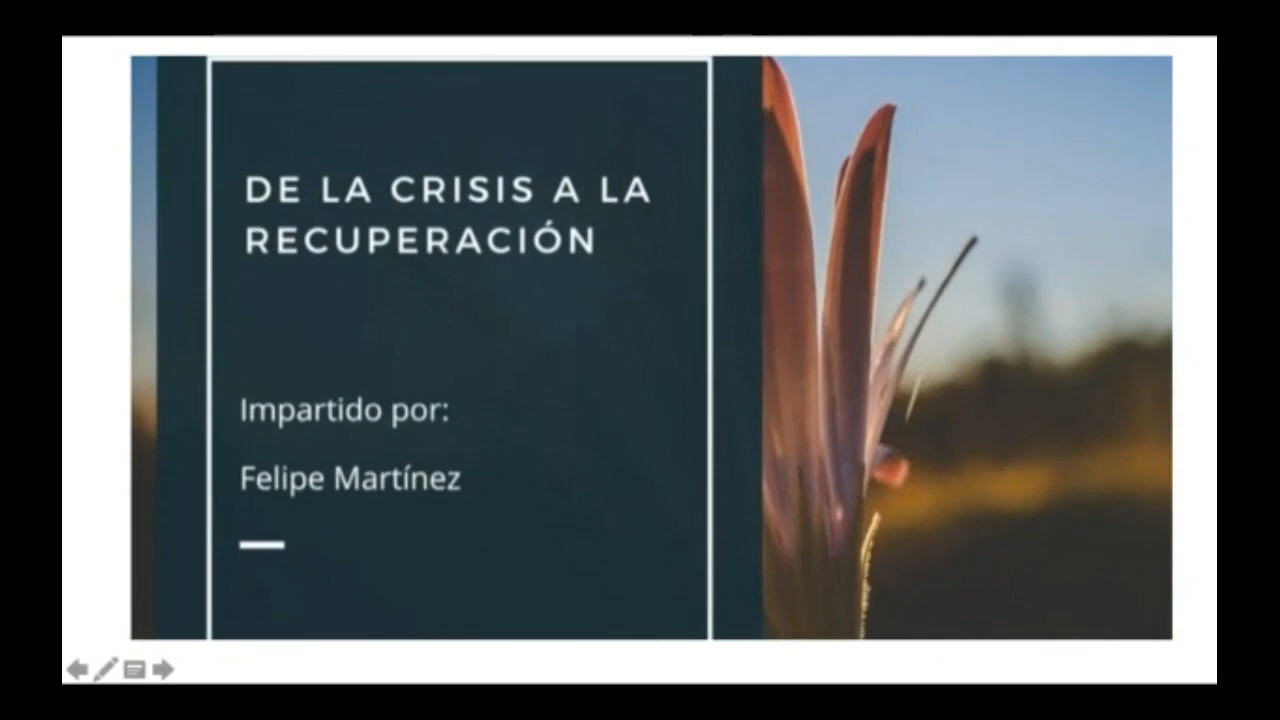 DE LA CRISIS A LA
RECUPERACIÓN
Impartido por:
Felipe Martínez